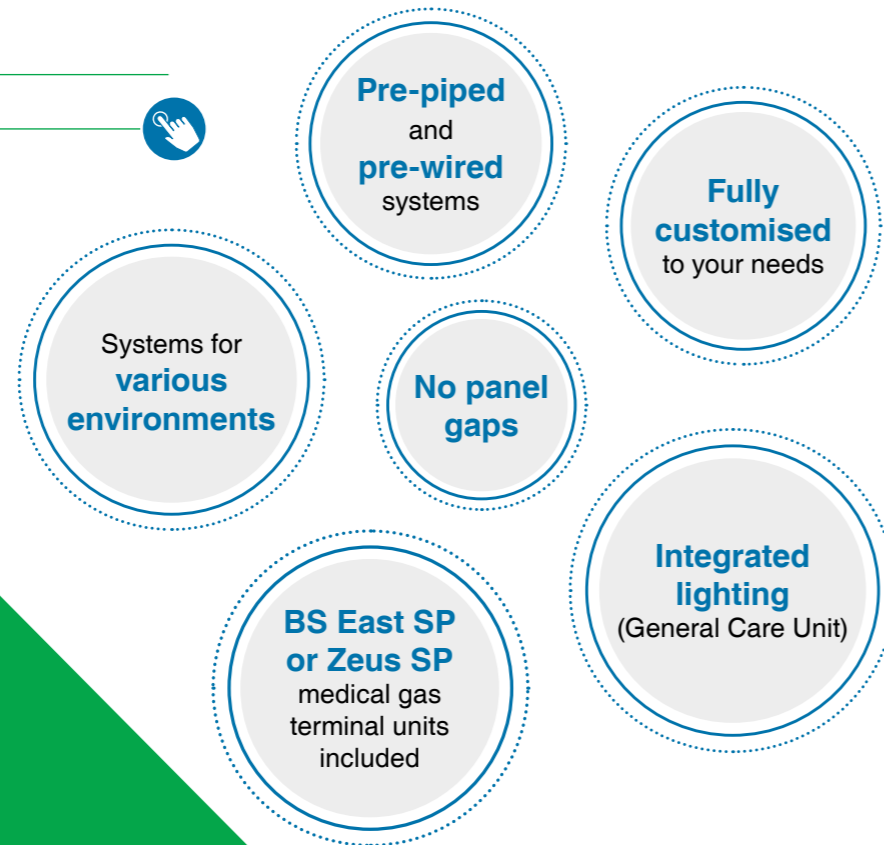 Pre-piped
and
pre-wired
systems
Fully
customised
to your needs
Systems for
various
environments
No panel
gaps
Integrated
lighting
(General Care Unit)
BS East SP
or Zeus SP
medical gas
terminal units
included